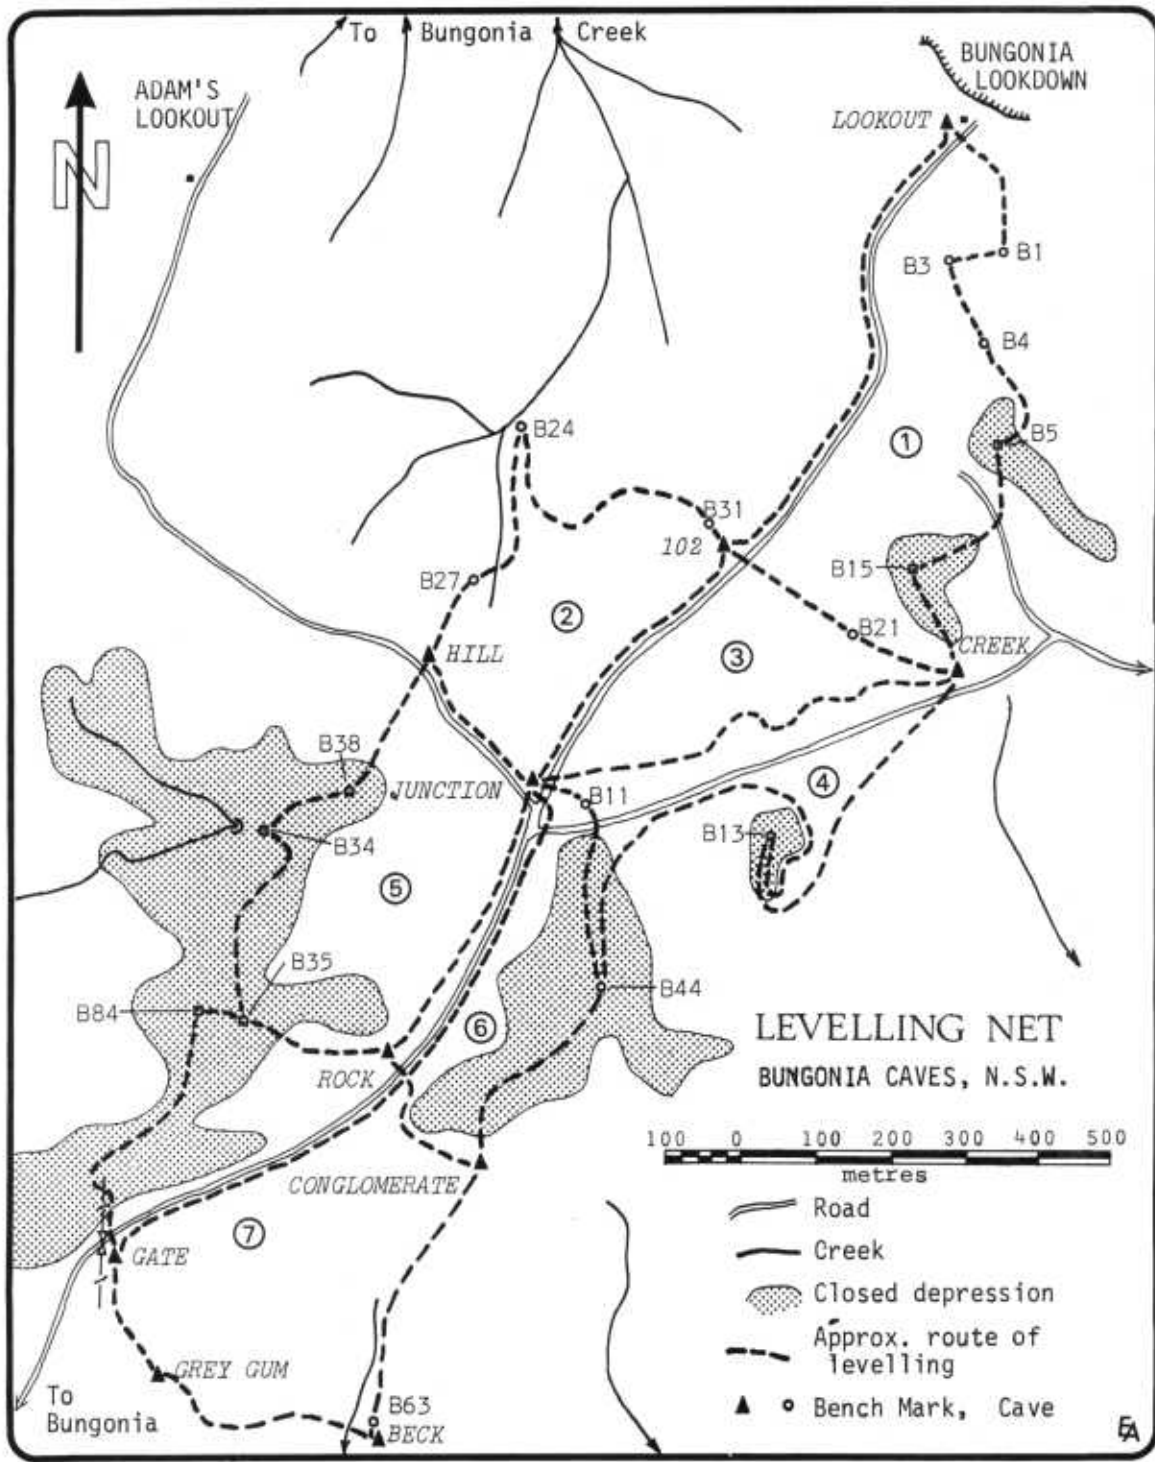 To Bungonia Creek
BUNGONIA
LOOKDOWN
ADAM'S
LOOKOUT
LOOKOUT
N
B1
B3
B4
B24
1
B5
B31
102
B15
B27
2
B21
HILL
3
CREEK
B38
JUNCTION
4
B11
B13
B34
5
B35
B44
B84
6
LEVELLING NET
BUNGONIA CAVES, N.S.W.
ROCK
100 0 100 200 300 400 500
metres
CONGLOMERATE
Road
7
GATE
Creek
Closed depression
Approx. route of
levelling
GREY GUM
To
Bungonia
B63
BECK
Bench Mark, Cave
EA